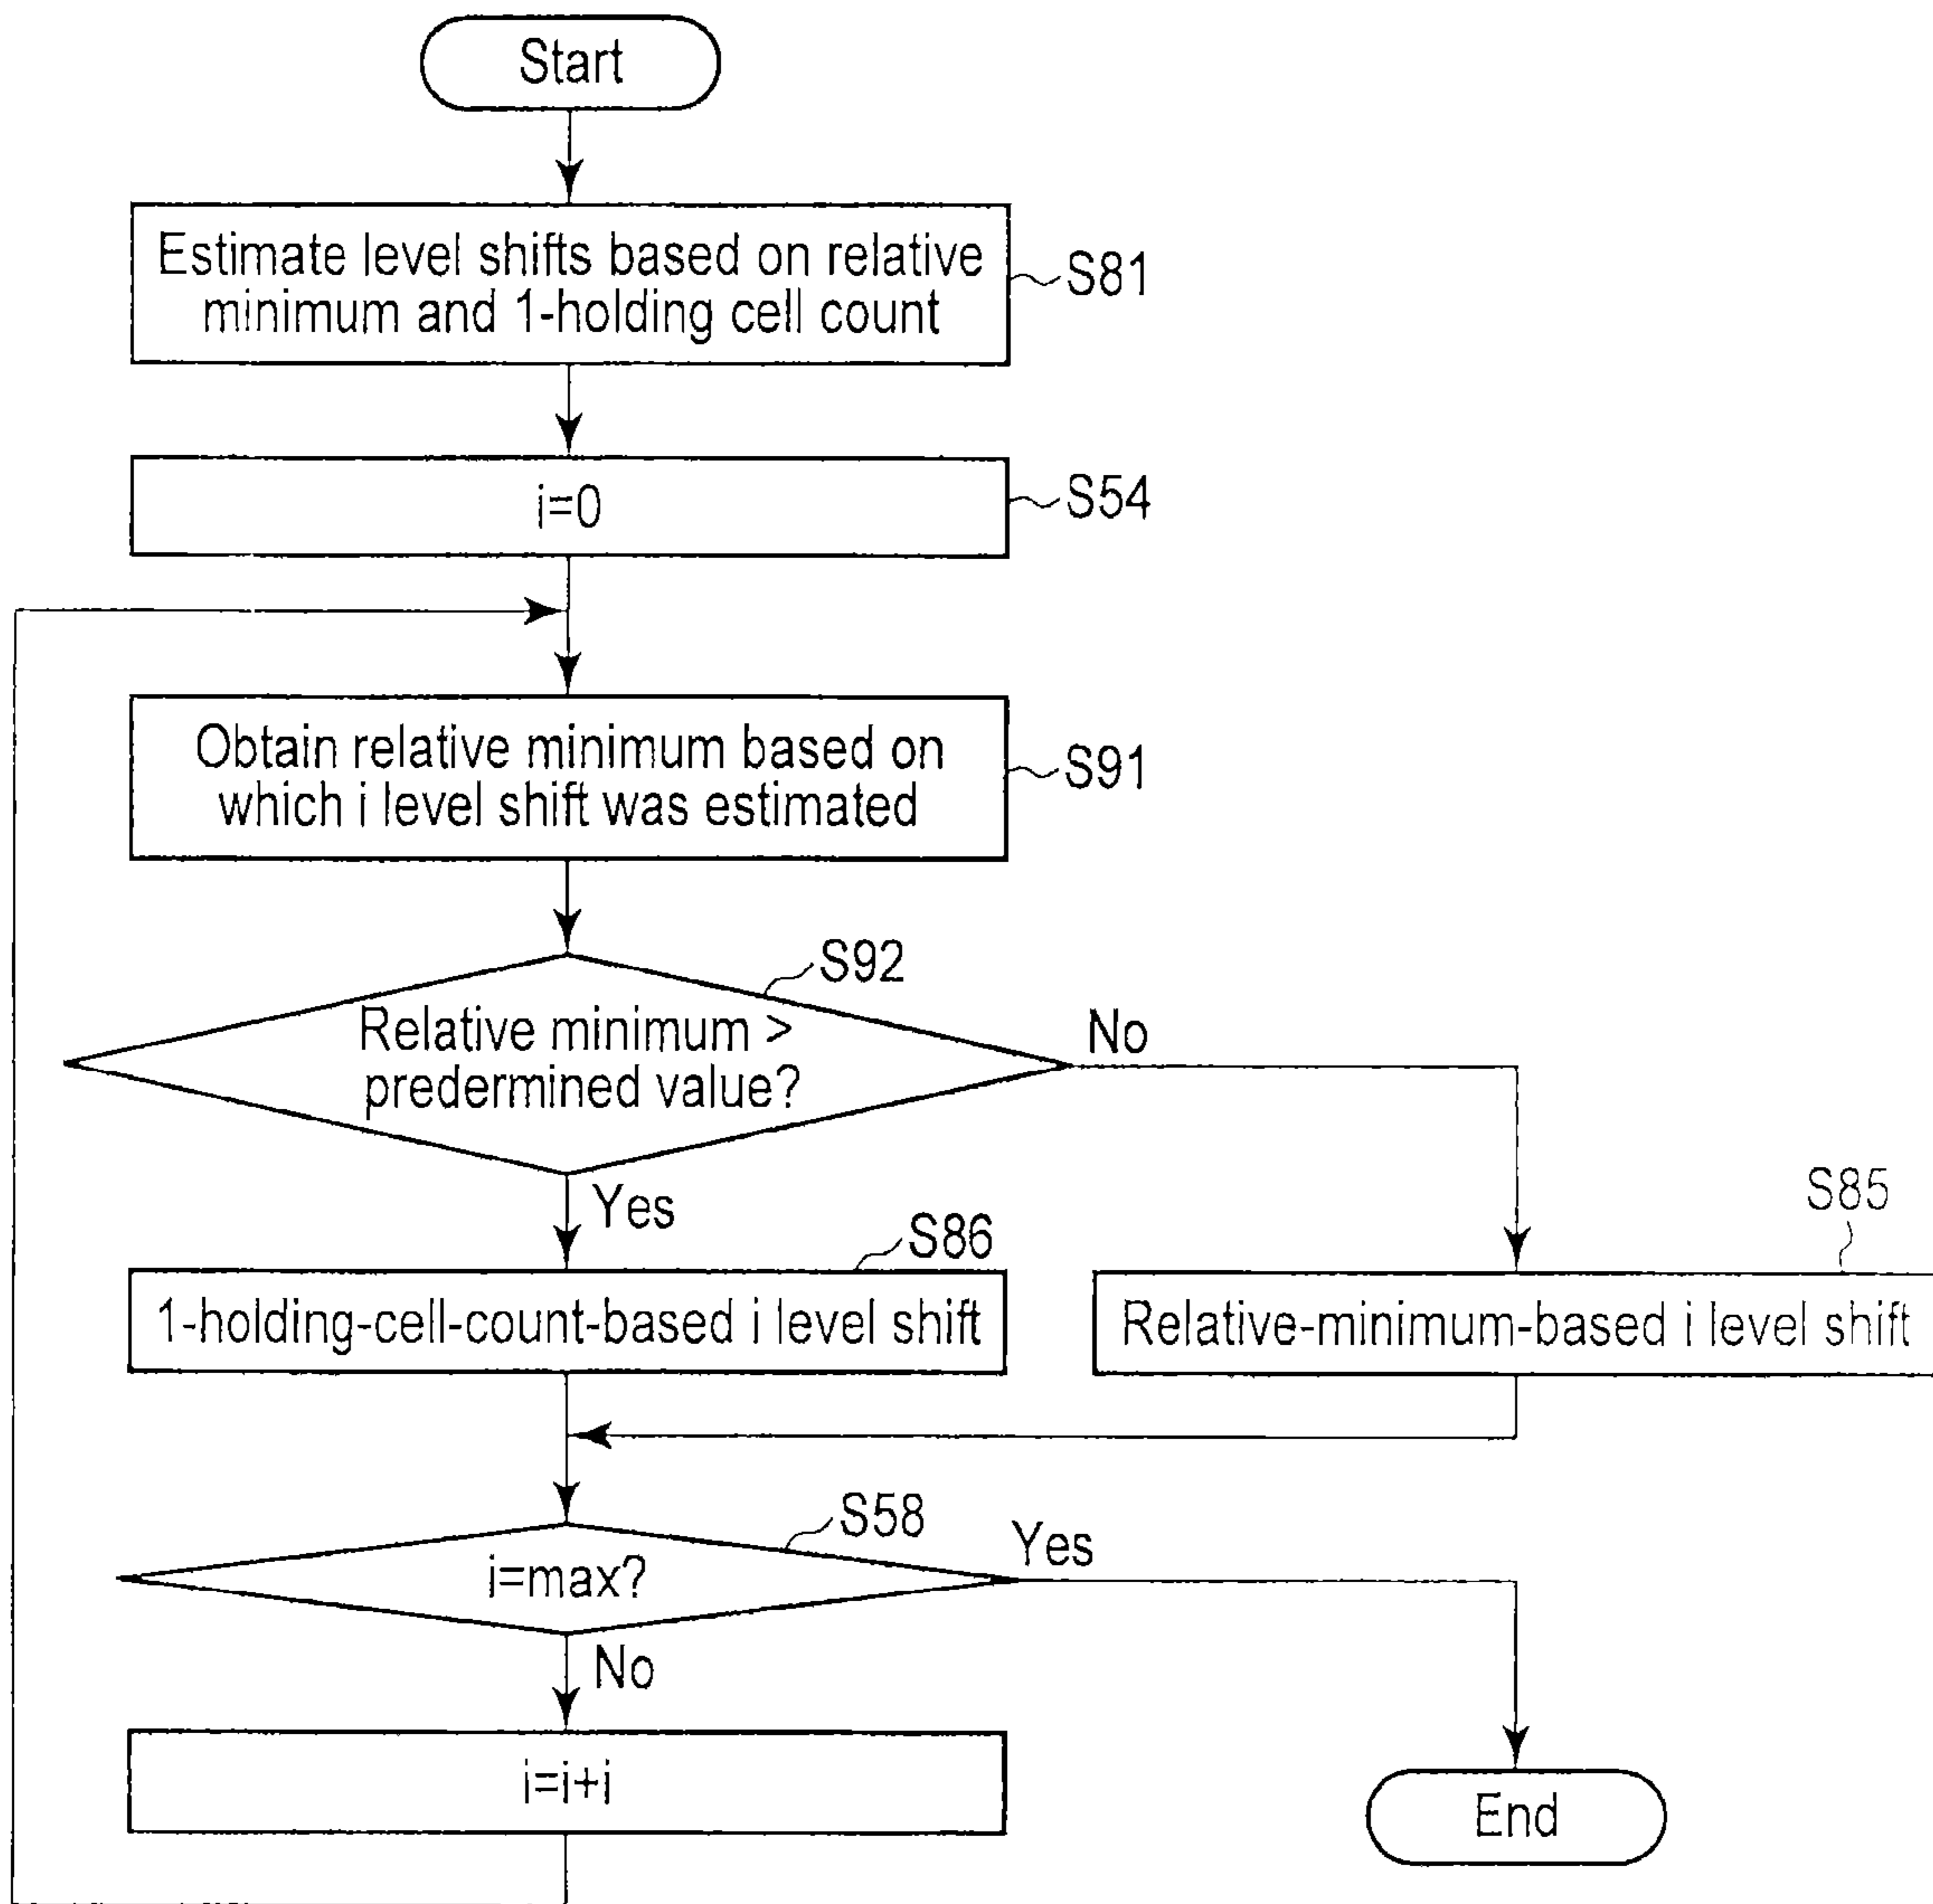 Start
Estimate level shifts based on relative
minimum and 1-holding cell count
S81
i=0
S54
Obtain relative minimum based on
which i level shift was estimated
S91
S92
Relative minimum >
predermined value?
No
Yes
S86
1-holding-cell-count-based i level shift
S85
Relative-minimum-based i level shift
S58
i=max?
Yes
No
i=i+i
End